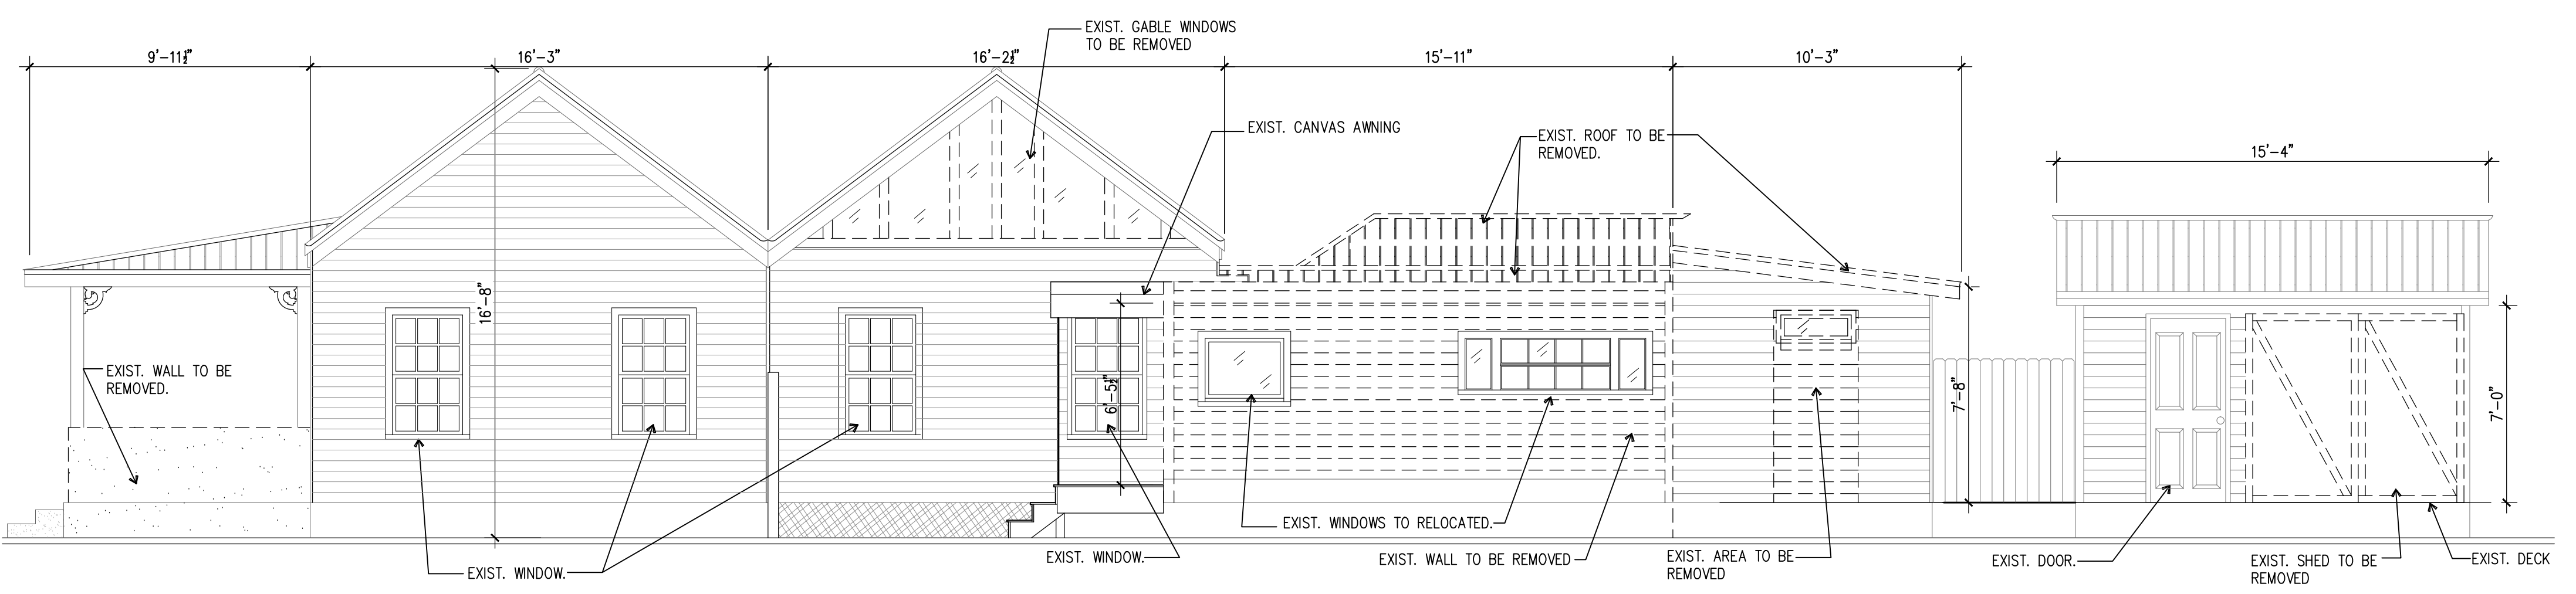 EXIST. GABLE WINDOWS
TO BE REMOVED
9'-11½"
16'-3"
16'-2½"
15'-11"
10'-3"
EXIST. CANVAS AWNING
EXIST. ROOF TO BE
REMOVED.
15'-4"
16'-8"
EXIST. WALL TO BE
REMOVED.
6'-5½"
7'-8"
7'-0"
EXIST. WINDOWS TO RELOCATED.
EXIST. WINDOW.
EXIST. WINDOW.
EXIST. WALL TO BE REMOVED
EXIST. AREA TO BE
REMOVED
EXIST. DOOR.
EXIST. SHED TO BE
REMOVED
EXIST. DECK